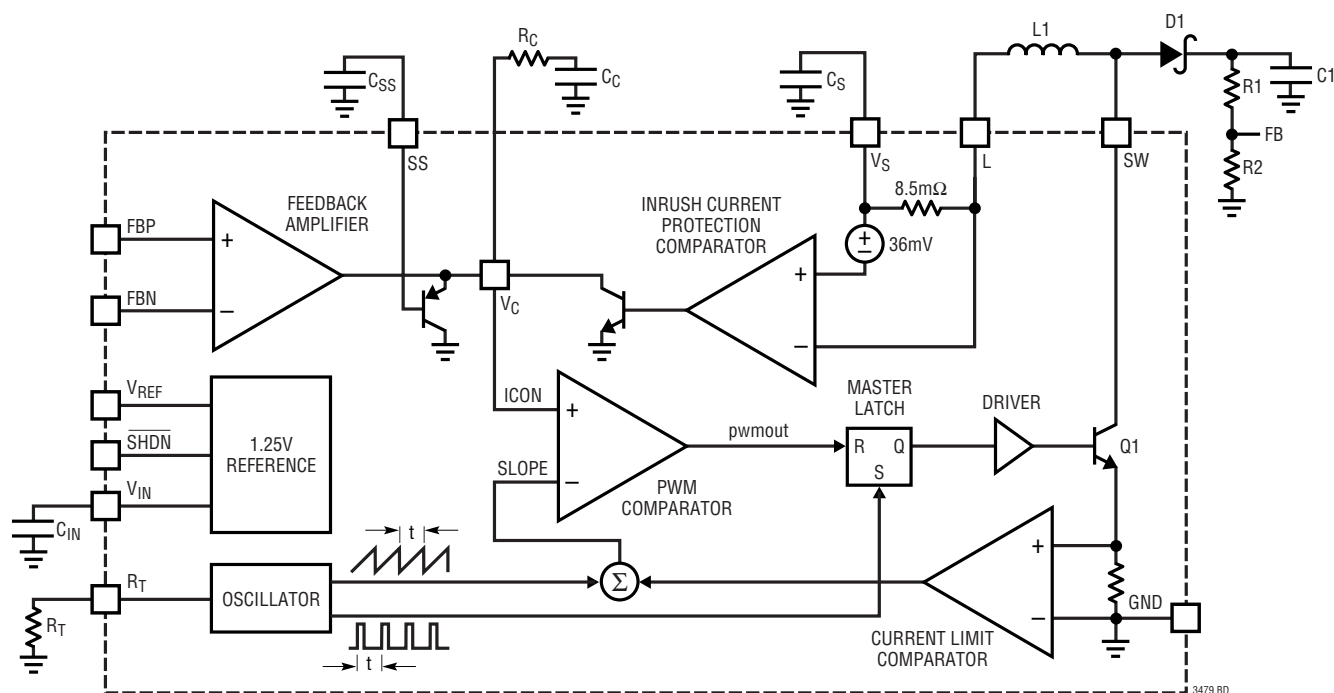 D1
L1
R_C
C_SS
C_C
C_S
R1
C1
FB
R2
SS
V_S
L
SW
8.5mΩ
FEEDBACK
AMPLIFIER
INRUSH CURRENT
PROTECTION
COMPARATOR
+
–
36mV
FBP
+
+
FBN
–
V_C
–
V_REF
1.25V
REFERENCE
SHDN
V_IN
C_IN
ICON
+
SLOPE
–
PWM
COMPARATOR
pwmout
MASTER
LATCH
R
Q
S
DRIVER
Q1
t
R_T
OSCILLATOR
Σ
+
–
GND
R_T
t
CURRENT LIMIT
COMPARATOR
3479 BD